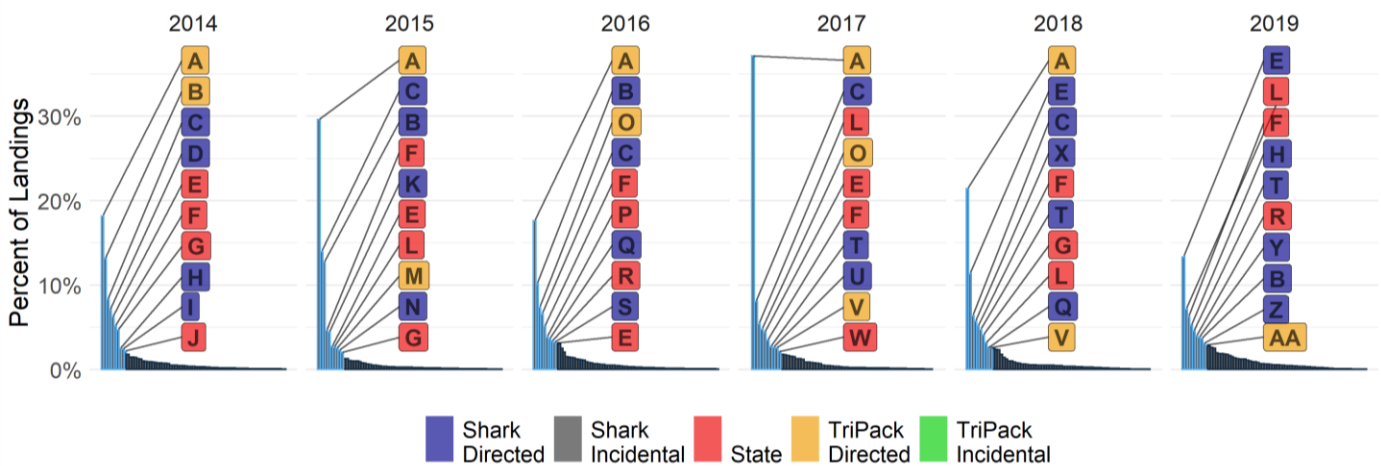 2014 2015 2016 2017 2018 2019
Percent of Landings
30%
20%
10%
0%
A
B
C
D
E
F
G
H
I
J
A
C
B
F
K
E
L
M
N
G
A
B
O
C
F
P
Q
R
S
E
A
C
L
O
E
F
T
U
V
W
A
E
C
X
F
T
G
L
Q
V
E
L
F
H
T
R
Y
B
Z
AA
Shark
Directed
Shark
Incidental
State
TriPack
Directed
TriPack
Incidental